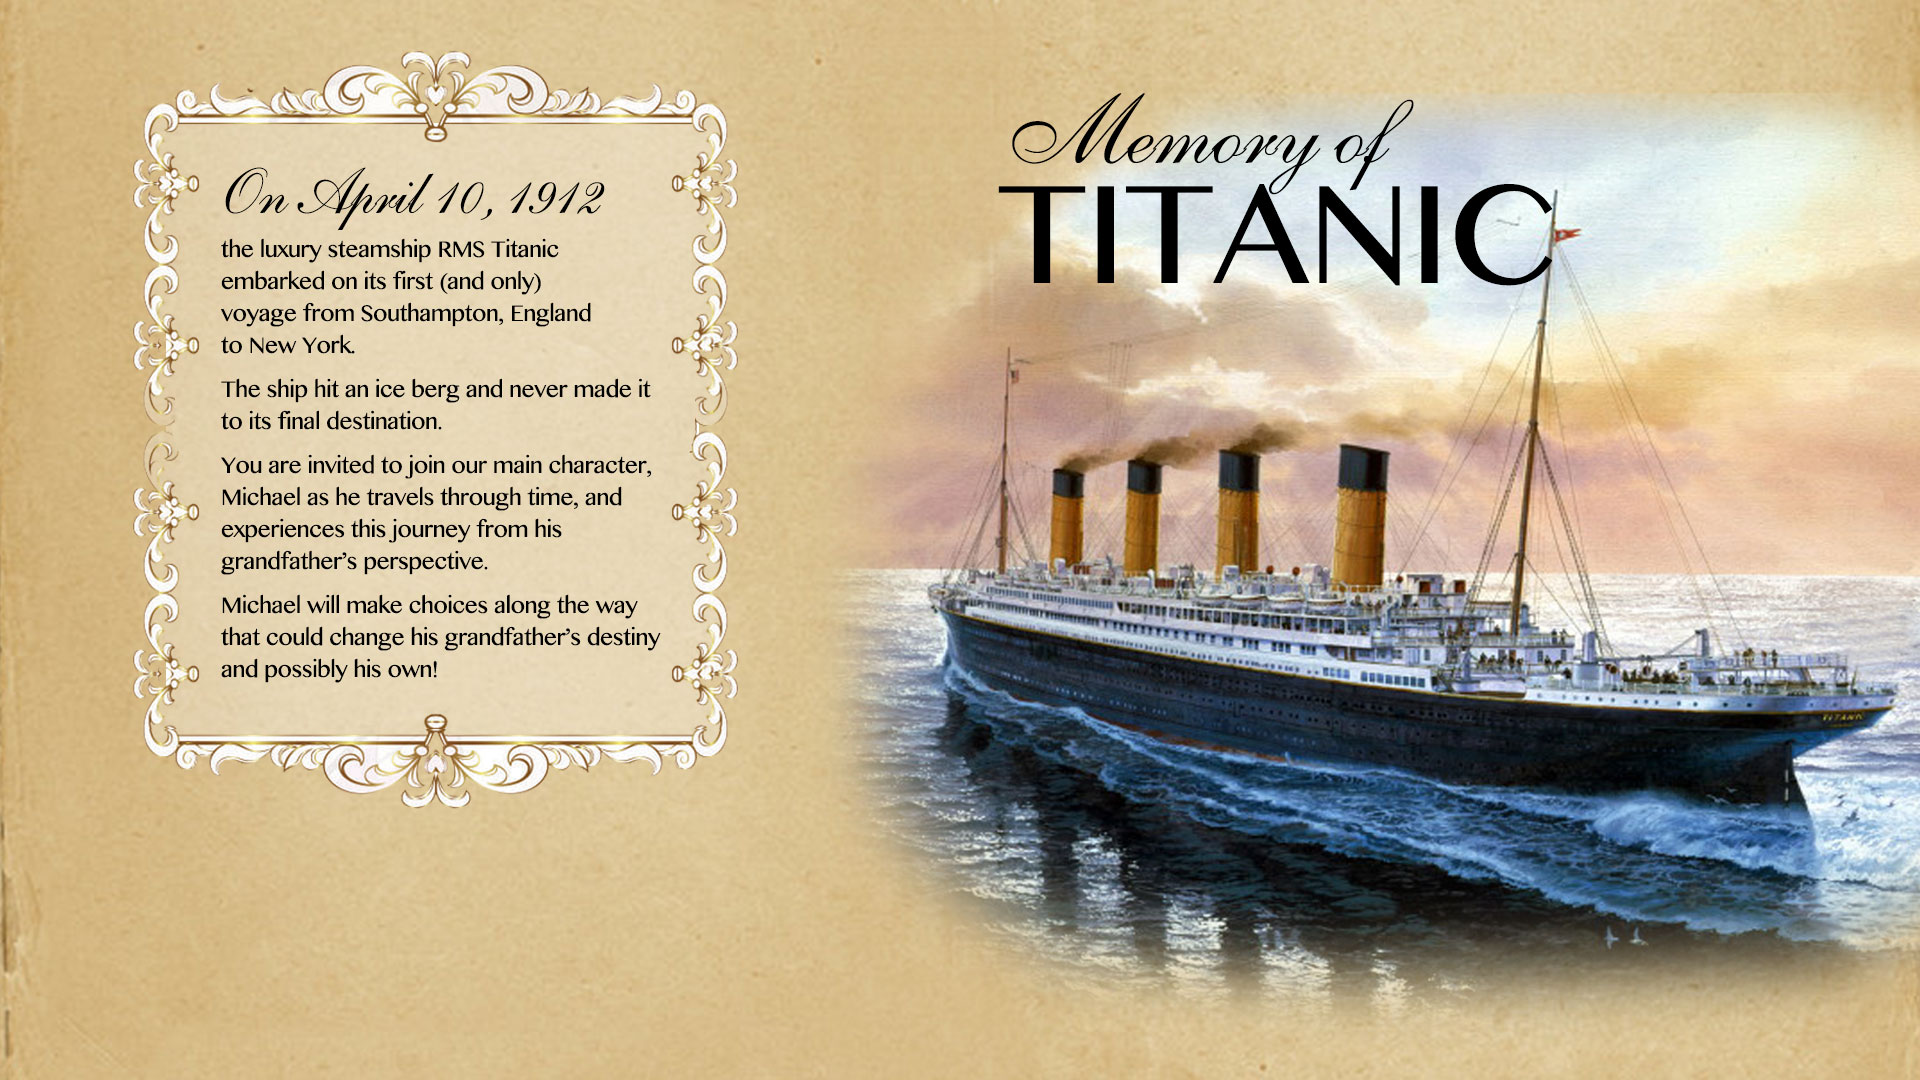 Memory of
TITANIC
On April 10, 1912
the luxury steamship RMS Titanic
embarked on its first (and only)
voyage from Southampton, England
to New York.
The ship hit an ice berg and never made it
to its final destination.
You are invited to join our main character,
Michael as he travels through time, and
experiences this journey from his
grandfather’s perspective.
Michael will make choices along the way
that could change his grandfather’s destiny
and possibly his own!
TITANIC